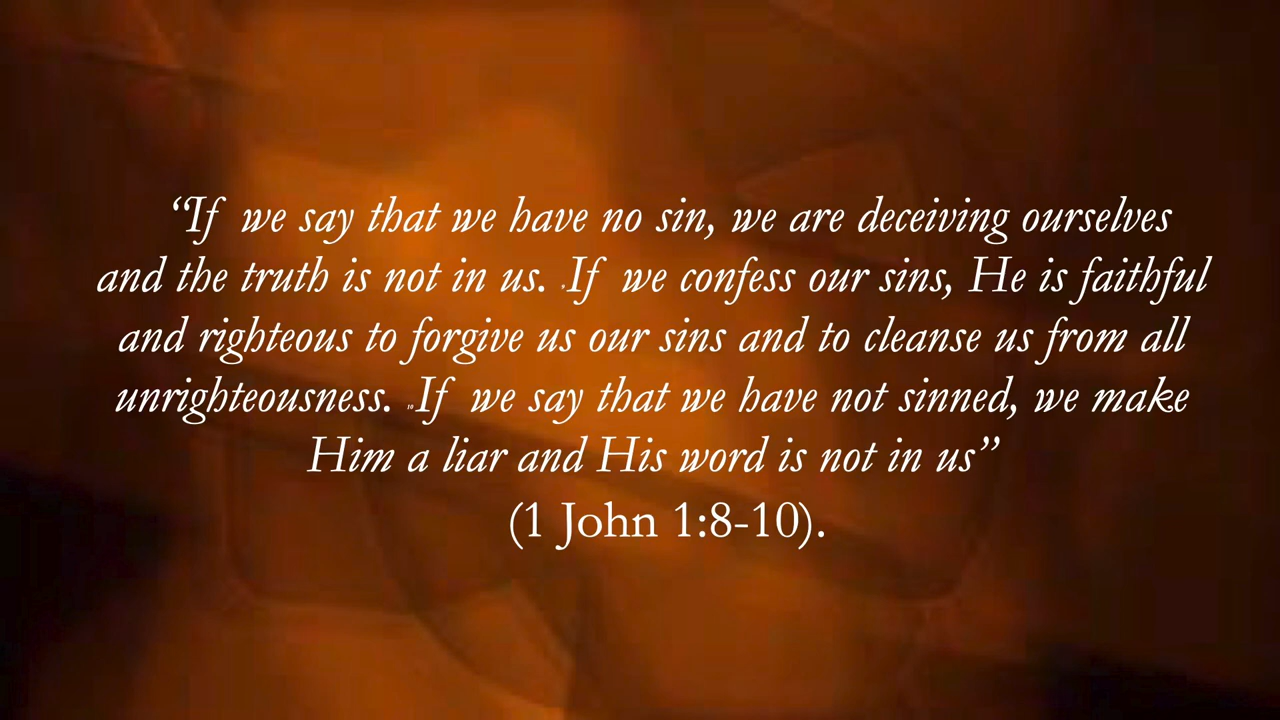 “If we say that we have no sin, we are deceiving ourselves
and the truth is not in us. If we confess our sins, He is faithful
and righteous to forgive us our sins and to cleanse us from all
unrighteousness. 10 If we say that we have not sinned, we make
Him a liar and His word is not in us”
(1 John 1:8-10).